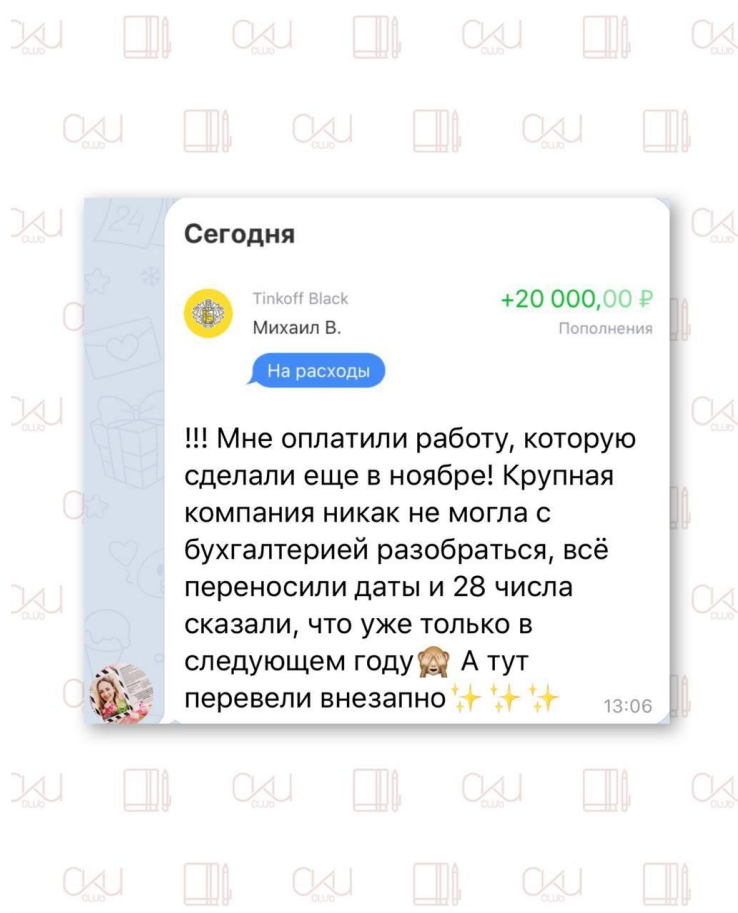 Сегодня
Tinkoff Black
+20 000,00 ₽
Михаил В.
Пополнения
На расходы
!!! Мне оплатили работу, которую
сделали еще в ноябре! Крупная
компания никак не могла с
бухгалтерией разобраться, всё
переносили даты и 28 числа
сказали, что уже только в
следующем году🙈 А тут
перевели внезапно✨✨✨
13:06